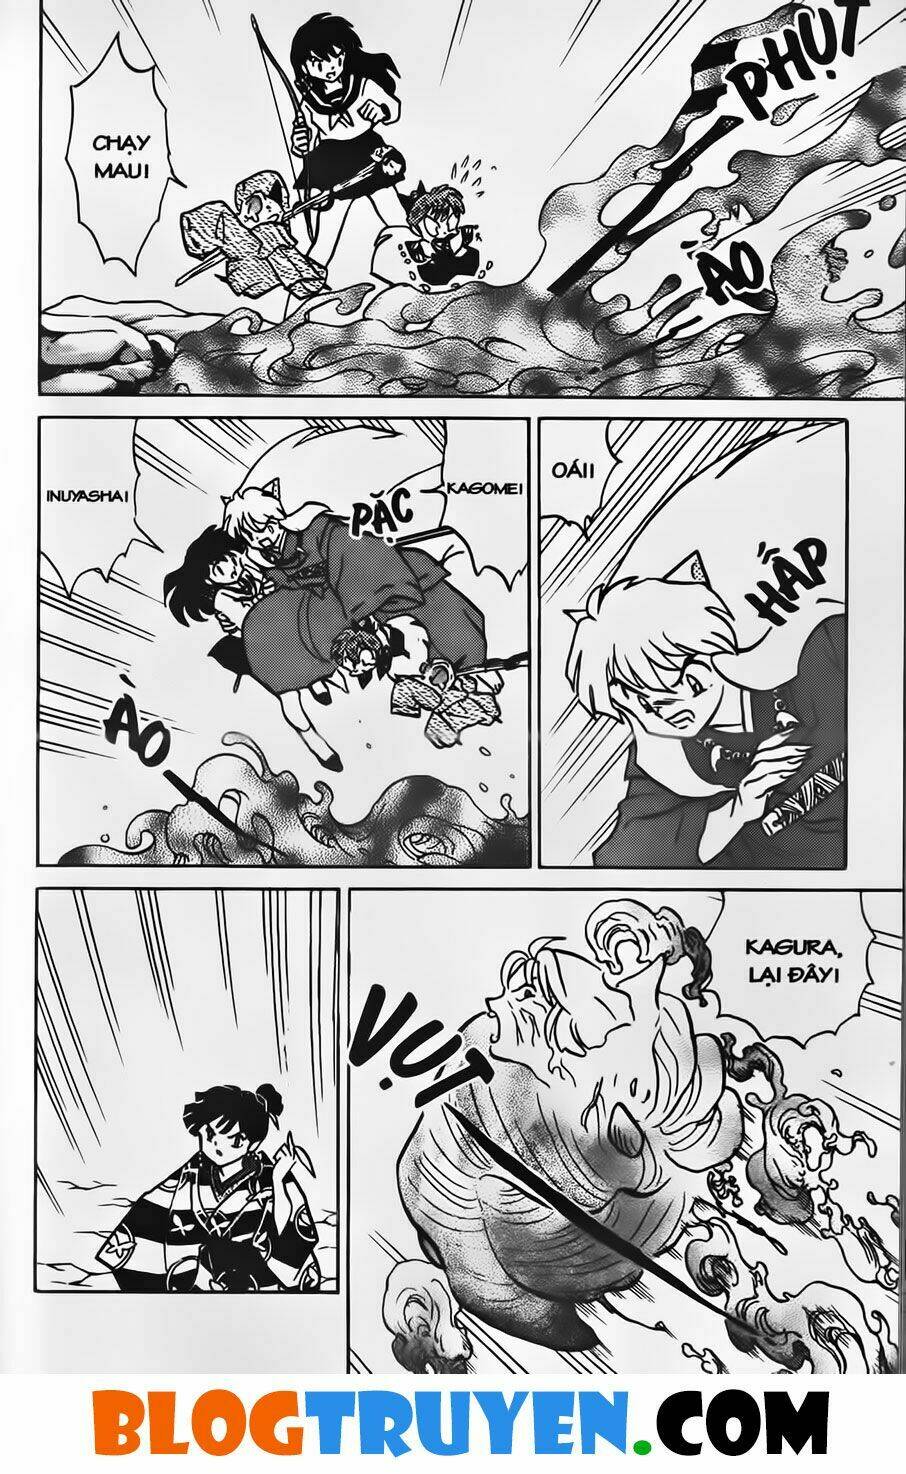 CHẠY
MAU!
PHỤT
ÀO
INUYASHA!
PẶC
KAGOME!
ÀO
OÁI!
HẤP
KAGURA,
LẠI ĐÂY!
VỤT
BLOGTRUYEN.COM